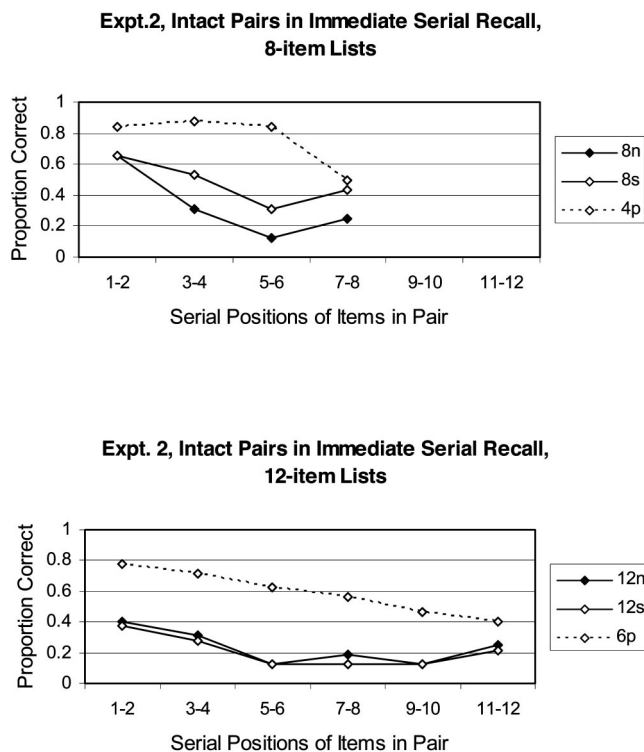 Expt.2, Intact Pairs in Immediate Serial Recall,
8-item Lists
Proportion Correct
1
0.8
0.6
0.4
0.2
0
1-2 3-4 5-6 7-8 9-10 11-12
Serial Positions of Items in Pair
8n
8s
4p
Expt. 2, Intact Pairs in Immediate Serial Recall,
12-item Lists
Proportion Correct
1
0.8
0.6
0.4
0.2
0
1-2 3-4 5-6 7-8 9-10 11-12
Serial Positions of Items in Pair
12n
12s
6p